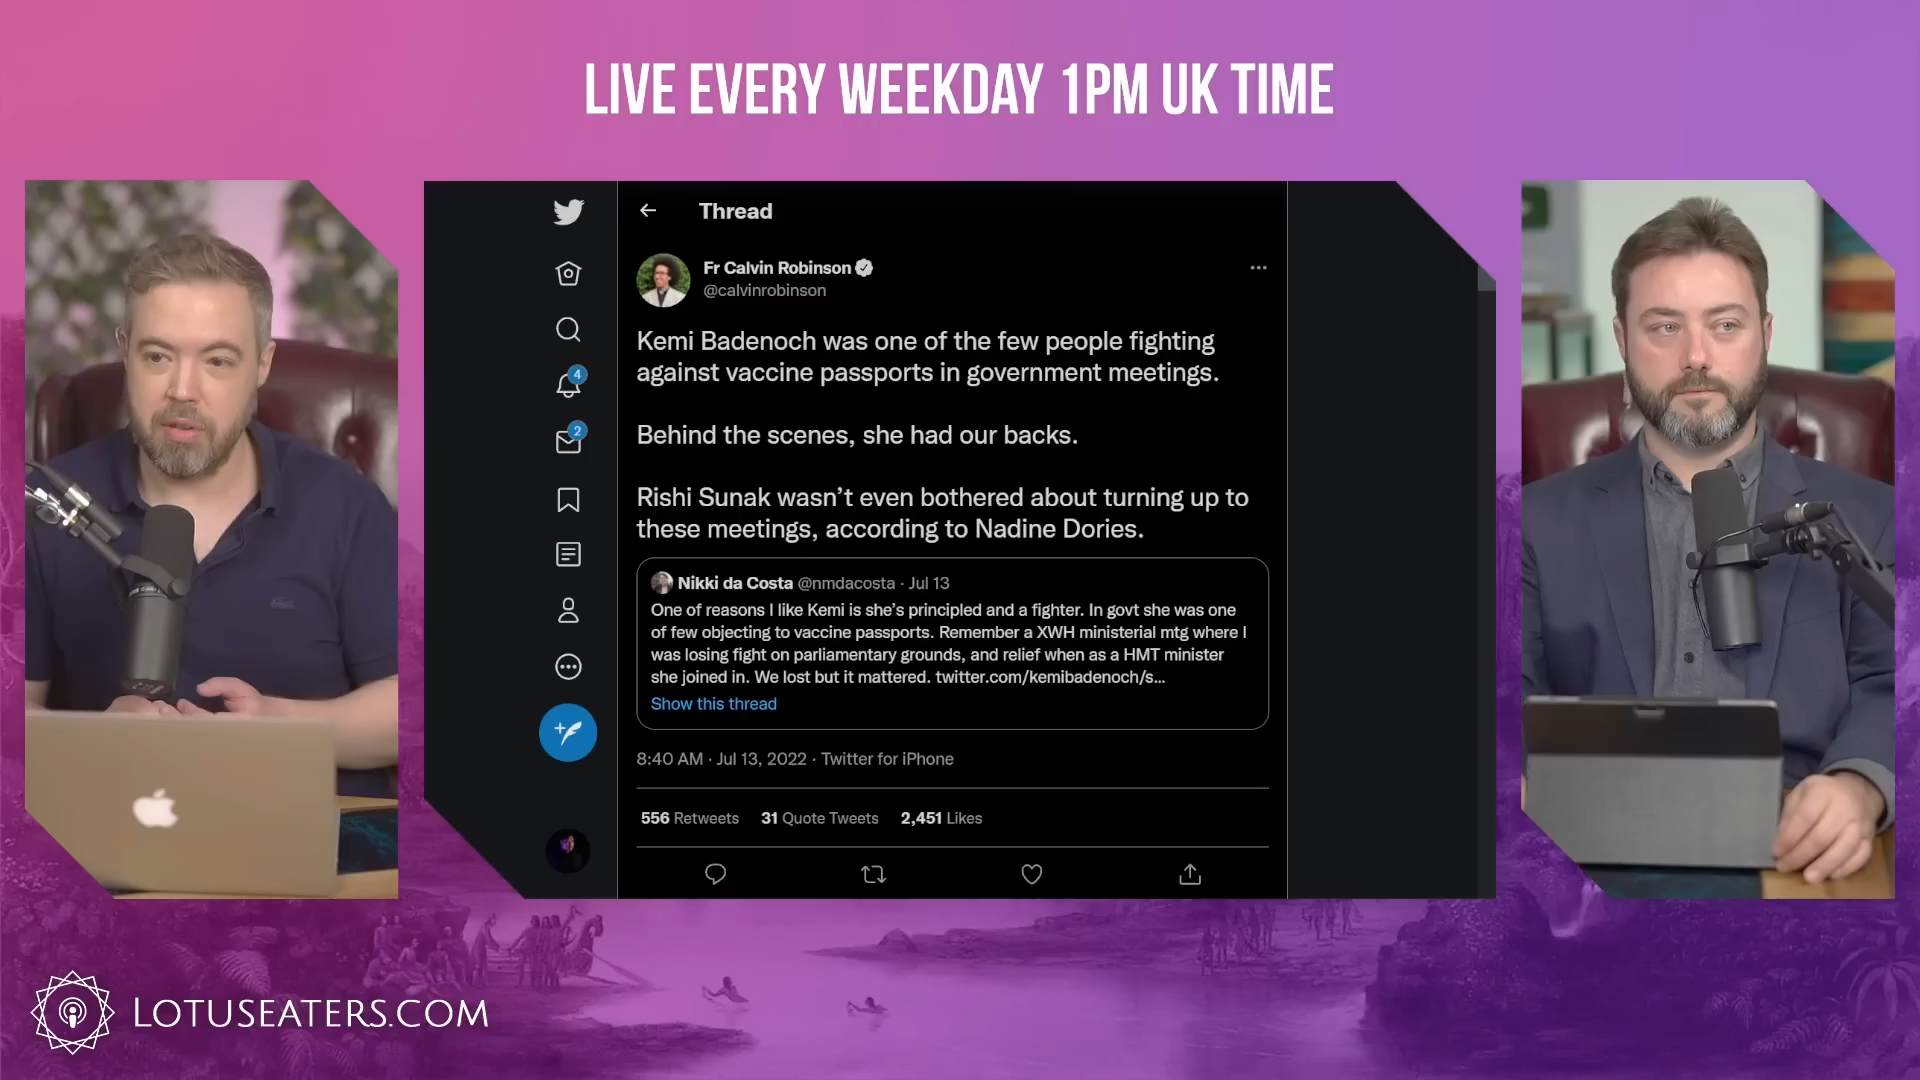 LIVE EVERY WEEKDAY 1PM UK TIME
Thread
Fr Calvin Robinson
@calvinrobinson
Kemi Badenoch was one of the few people fighting
against vaccine passports in government meetings.
Behind the scenes, she had our backs.
Rishi Sunak wasn’t even bothered about turning up to
these meetings, according to Nadine Dories.
Nikki da Costa @nmdacosta · Jul 13
One of reasons I like Kemi is she’s principled and a fighter. In govt she was one
of few objecting to vaccine passports. Remember a XWH ministerial mtg where I
was losing fight on parliamentary grounds, and relief when as a HMT minister
she joined in. We lost but it mattered. twitter.com/kemibadenoch/s...
Show this thread
8:40 AM · Jul 13, 2022 · Twitter for iPhone
556 Retweets 31 Quote Tweets 2,451 Likes
4
2
LOTUSEATERS.COM